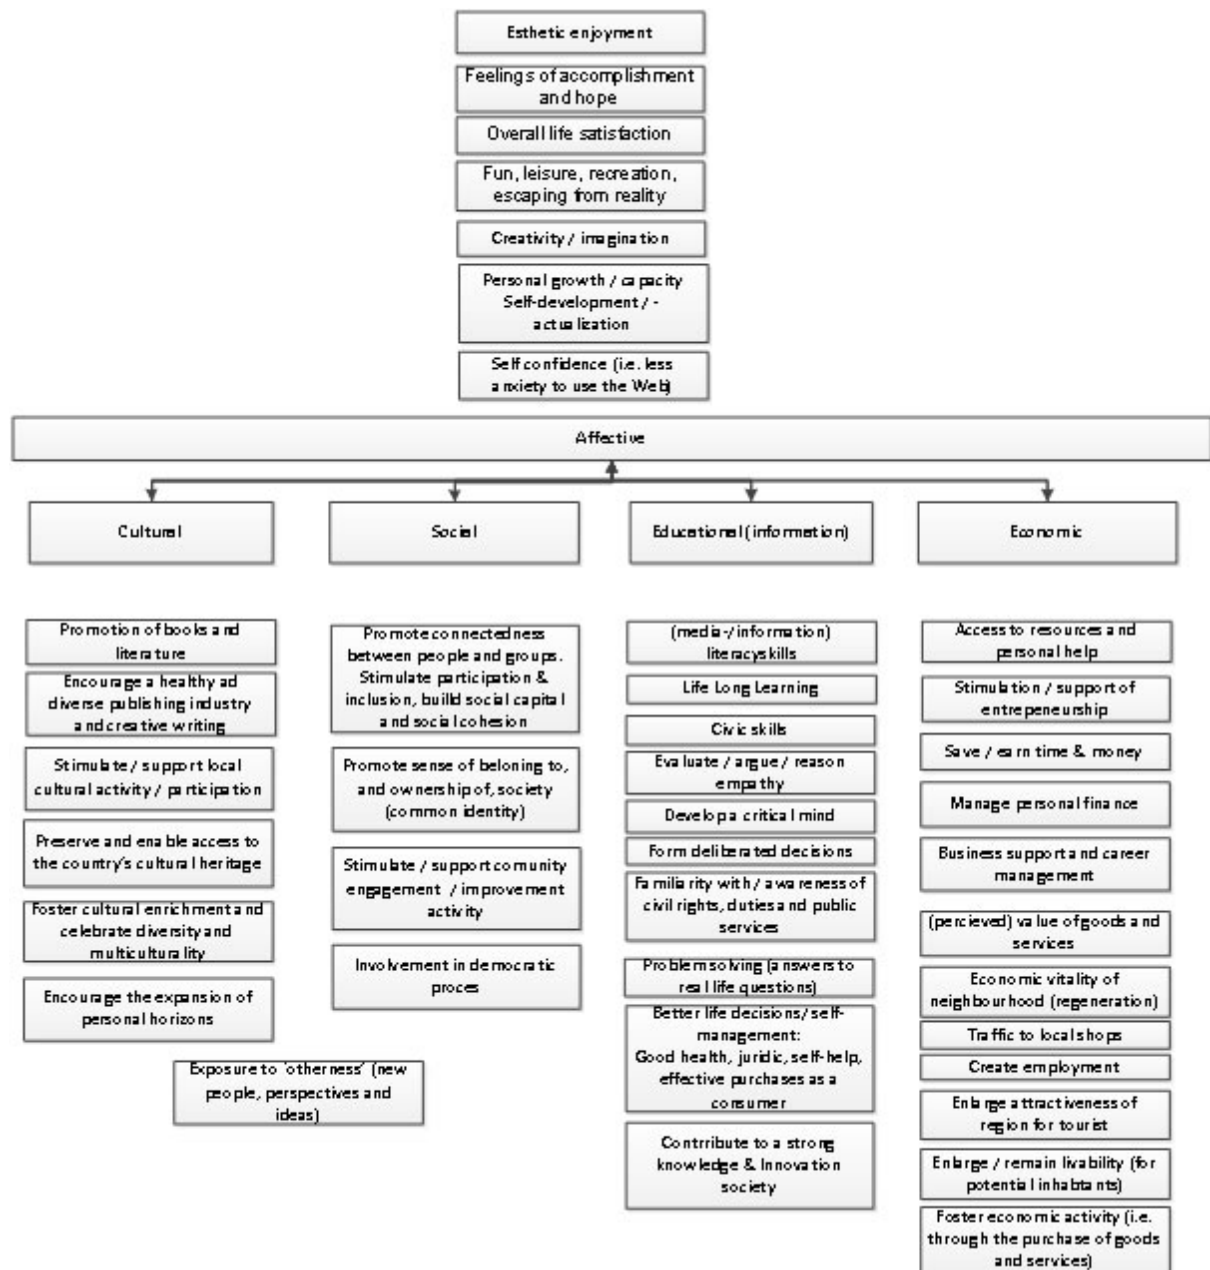 Esthetic enjoyment
Feelings of accomplishment
and hope
Overall life satisfaction
Fun, leisure, recreation,
escaping from reality
Creativity / imagination
Personal growth / capacity
Self-development / -
actualization
Self confidence (i.e. less
anxiety to use the Web)
Affective
Cultural
Social
Educational (information)
Economic
Promotion of books and
literature
Encourage a healthy ad
diverse publishing industry
and creative writing
Stimulate / support local
cultural activity / participation
Preserve and enable access to
the country's cultural heritage
Foster cultural enrichment and
celebrate diversity and
multiculturality
Encourage the expansion of
personal horizons
Exposure to 'otherness' (new
people, perspectives and
ideas)
Promote connectedness
between people and groups.
Stimulate participation &
inclusion, builld social capital
and social cohesion
Promote sense of beloning to,
and ownership of, society
(common identity)
Stimulate / support comunity
engagement / improvement
activity
Involvement in democratic
proces
(media-/ information)
literacyskills
Life Long Learning
Civic skills
Evaluate / argue / reason
empathy
Develop a critical mind
Form deliberated decisions
Familiarity with / awareness of
civil rights, duties and public
services
Problem solving (answers to
real life questions)
Better life decisions/ self-
management:
Good health, juridic, self-help,
effective purchases as a
consumer
Contrribute to a strong
knowledge & Innovation
society
Access to resources and
personal help
Stimulation / support of
entrepeneurship
Save / earn time & money
Manage personal finance
Business support and career
management
(percieved) value of goods and
services
Economic vitality of
neighbourhood (regeneration)
Traffic to local shops
Create employment
Enlarge attractiveness of
region for tourist
Enlarge / remain livability (for
potential inhabtants)
Foster economic activity (i.e.
through the purchase of goods
and services)